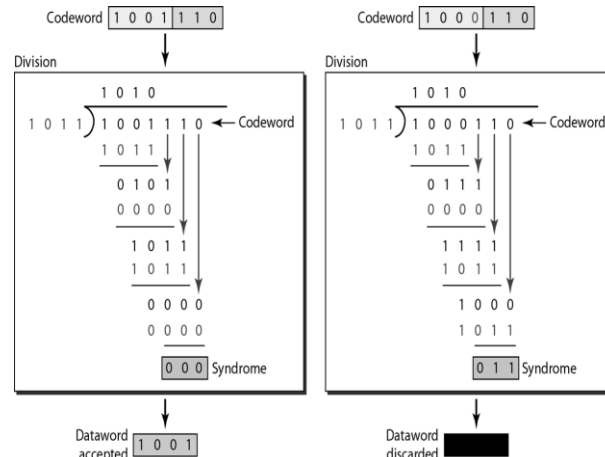 Codeword 1 0 0 1 1 1 0
Division
1 0 1 0
1 0 1 1 1 0 0 1 1 1 0 Codeword
1 0 1 1
0 1 0 1
0 0 0 0
1 0 1 1
1 0 1 1
0 0 0 0
0 0 0 0
0 0 0 Syndrome
Dataword
accepted 1 0 0 1
Codeword 1 0 0 0 1 1 0
Division
1 0 1 0
1 0 1 1 1 0 0 0 1 1 0 Codeword
1 0 1 1
0 1 1 1
0 0 0 0
1 1 1 1
1 0 1 1
1 0 0 0
1 0 1 1
0 1 1 Syndrome
Dataword
discarded